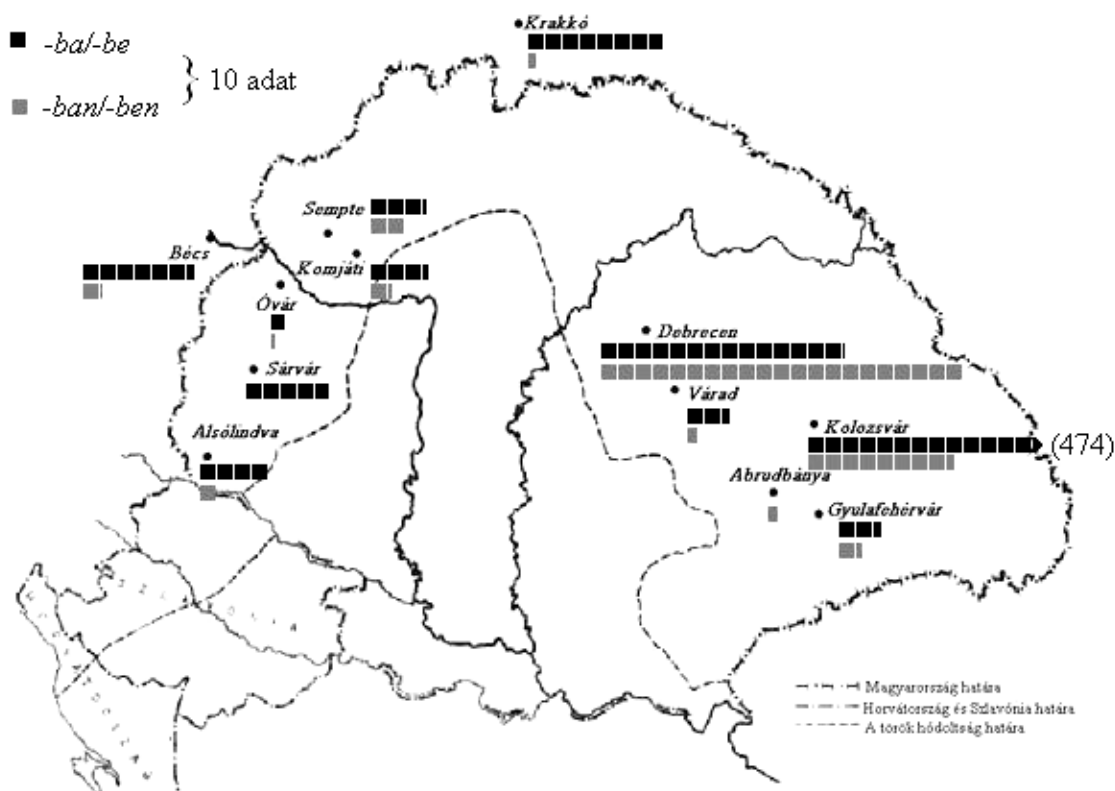 -ba/-be
} 10 adat
-ban/-ben
Krakkó
Sempte
Bécs
Komjáti
Óvár
Sárvár
Alsólindva
Debrecen
Várad
Kolozsvár
(474)
Abrudbánya
Gyulafehérvár
Magyarország határa
Horvátország és Szlavónia határa
A török hódoltság határa